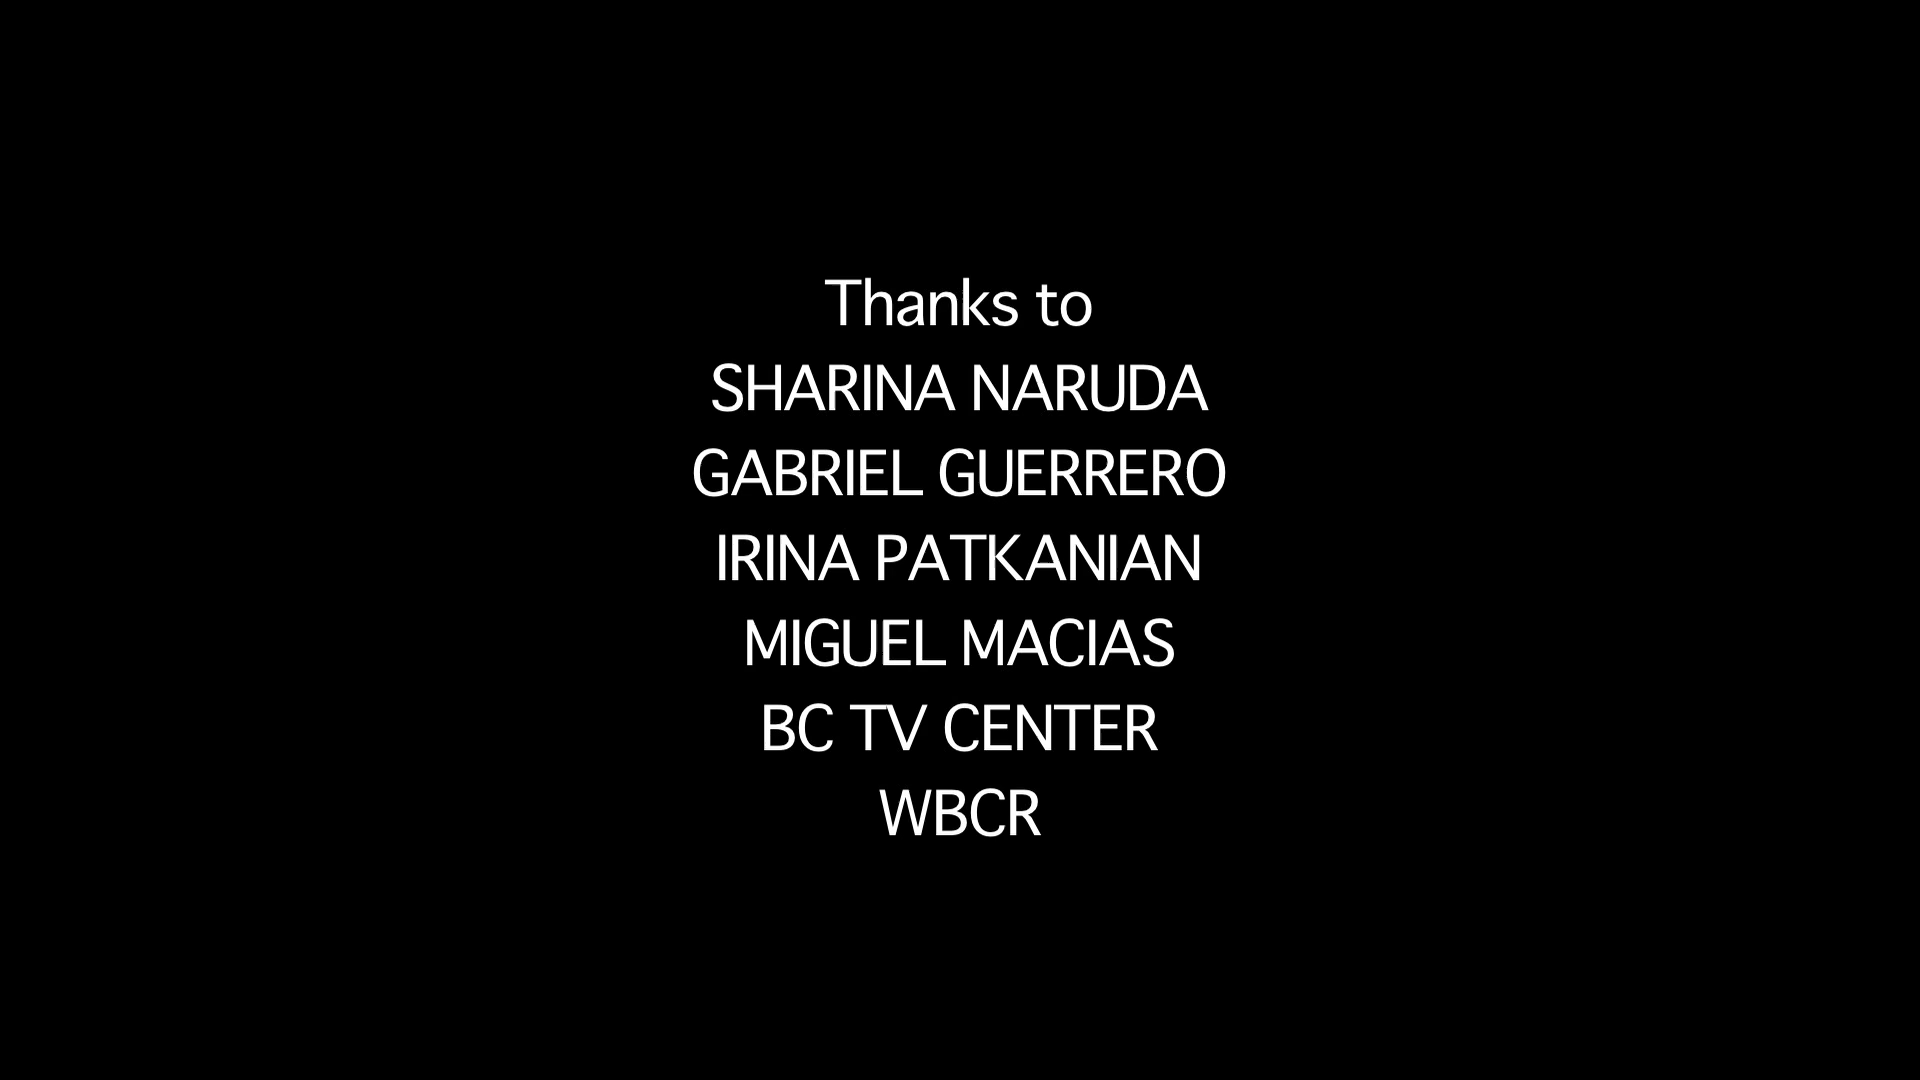 Thanks to
SHARINA NARUDA
GABRIEL GUERRERO
IRINA PATKANIAN
MIGUEL MACIAS
BC TV CENTER
WBCR